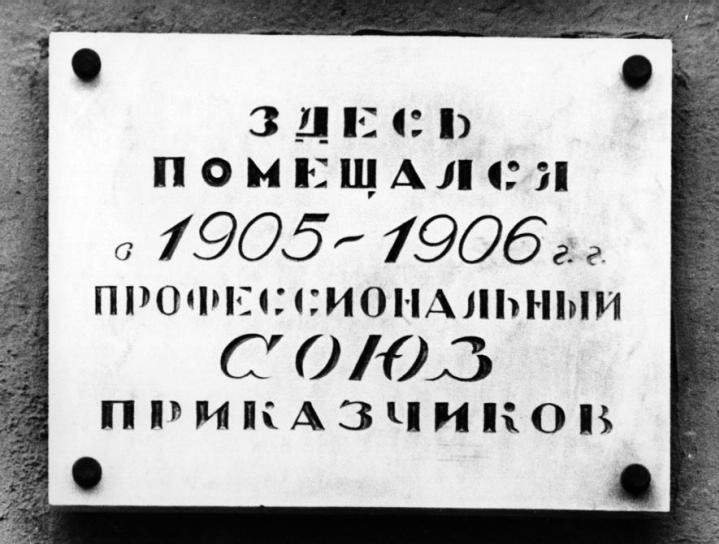 ЗДЕСЬ
ПОМЕЩАЛСЯ
в 1905-1906 г. г.
ПРОФЕССИОНАЛЬНЫЙ
СОЮЗ
ПРИКАЗЧИКОВ